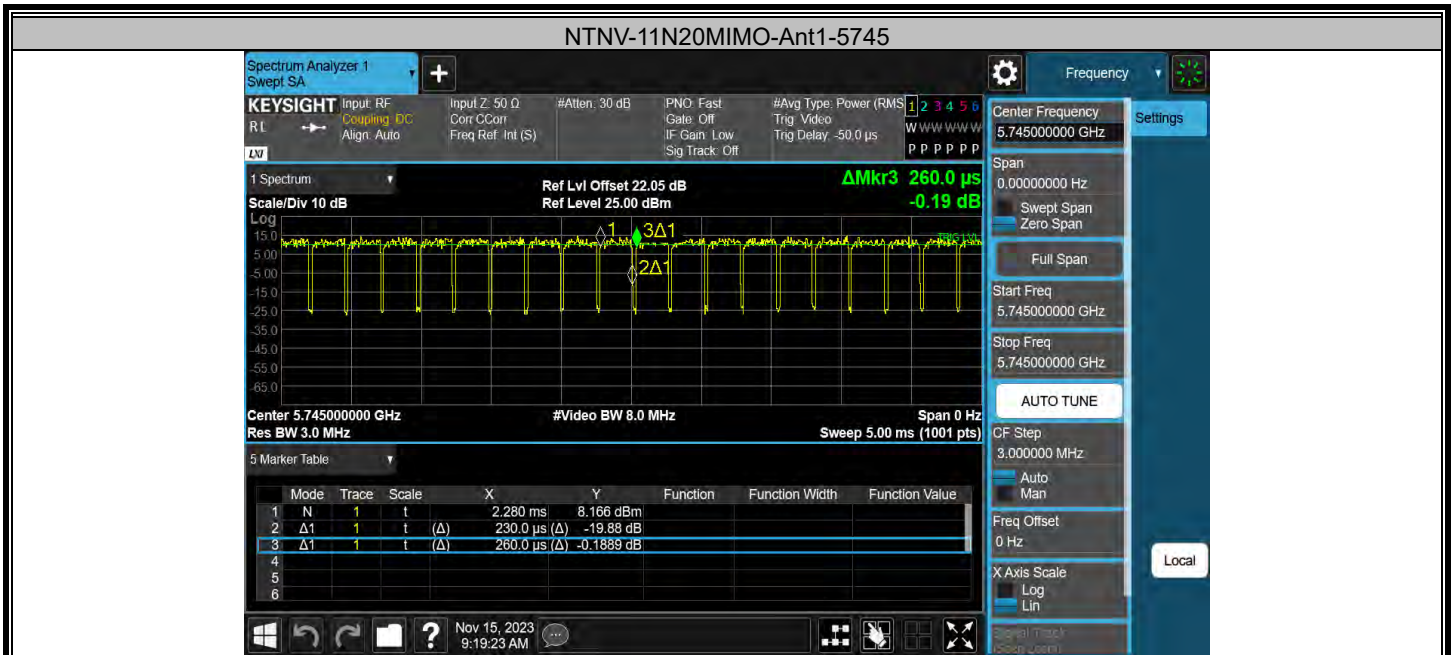 NTNV-11N20MIMO-Ant1-5745
Spectrum Analyzer 1
Swept SA
+
Frequency
KEYSIGHT
RL
LXI
Input: RF
Coupling: DC
Align: Auto
Input Z: 50 Ω
Corr CCorr
Freq Ref: Int (S)
#Atten: 30 dB
PNO: Fast
Gate: Off
IF Gain: Low
Sig Track: Off
#Avg Type: Power (RMS
Trig: Video
Trig Delay: -50.0 µs
1 2 3 4 5 6
W W W W W W
P P P P P P
1 Spectrum
Scale/Div 10 dB
Ref Lvl Offset 22.05 dB
Ref Level 25.00 dBm
ΔMkr3 260.0 µs
-0.19 dB
Log
15.0
5.00
-5.00
-15.0
-25.0
-35.0
-45.0
-55.0
-65.0
1
3Δ1
2Δ1
TRIG LVL
Center 5.745000000 GHz
#Video BW 8.0 MHz
Span 0 Hz
Res BW 3.0 MHz
Sweep 5.00 ms (1001 pts)
5 Marker Table
Mode Trace Scale X Y Function Function Width Function Value
1 N 1 t 2.280 ms 8.166 dBm
2 Δ1 1 t (Δ) 230.0 µs (Δ) -19.88 dB
3 Δ1 1 t (Δ) 260.0 µs (Δ) -0.1889 dB
4
5
6
Center Frequency
5.745000000 GHz
Settings
Span
0.00000000 Hz
Swept Span
Zero Span
Full Span
Start Freq
5.745000000 GHz
Stop Freq
5.745000000 GHz
AUTO TUNE
CF Step
3.000000 MHz
Auto
Man
Freq Offset
0 Hz
X Axis Scale
Log
Lin
Signal Track
(Span Zoom)
Local
?
Nov 15, 2023
9:19:23 AM